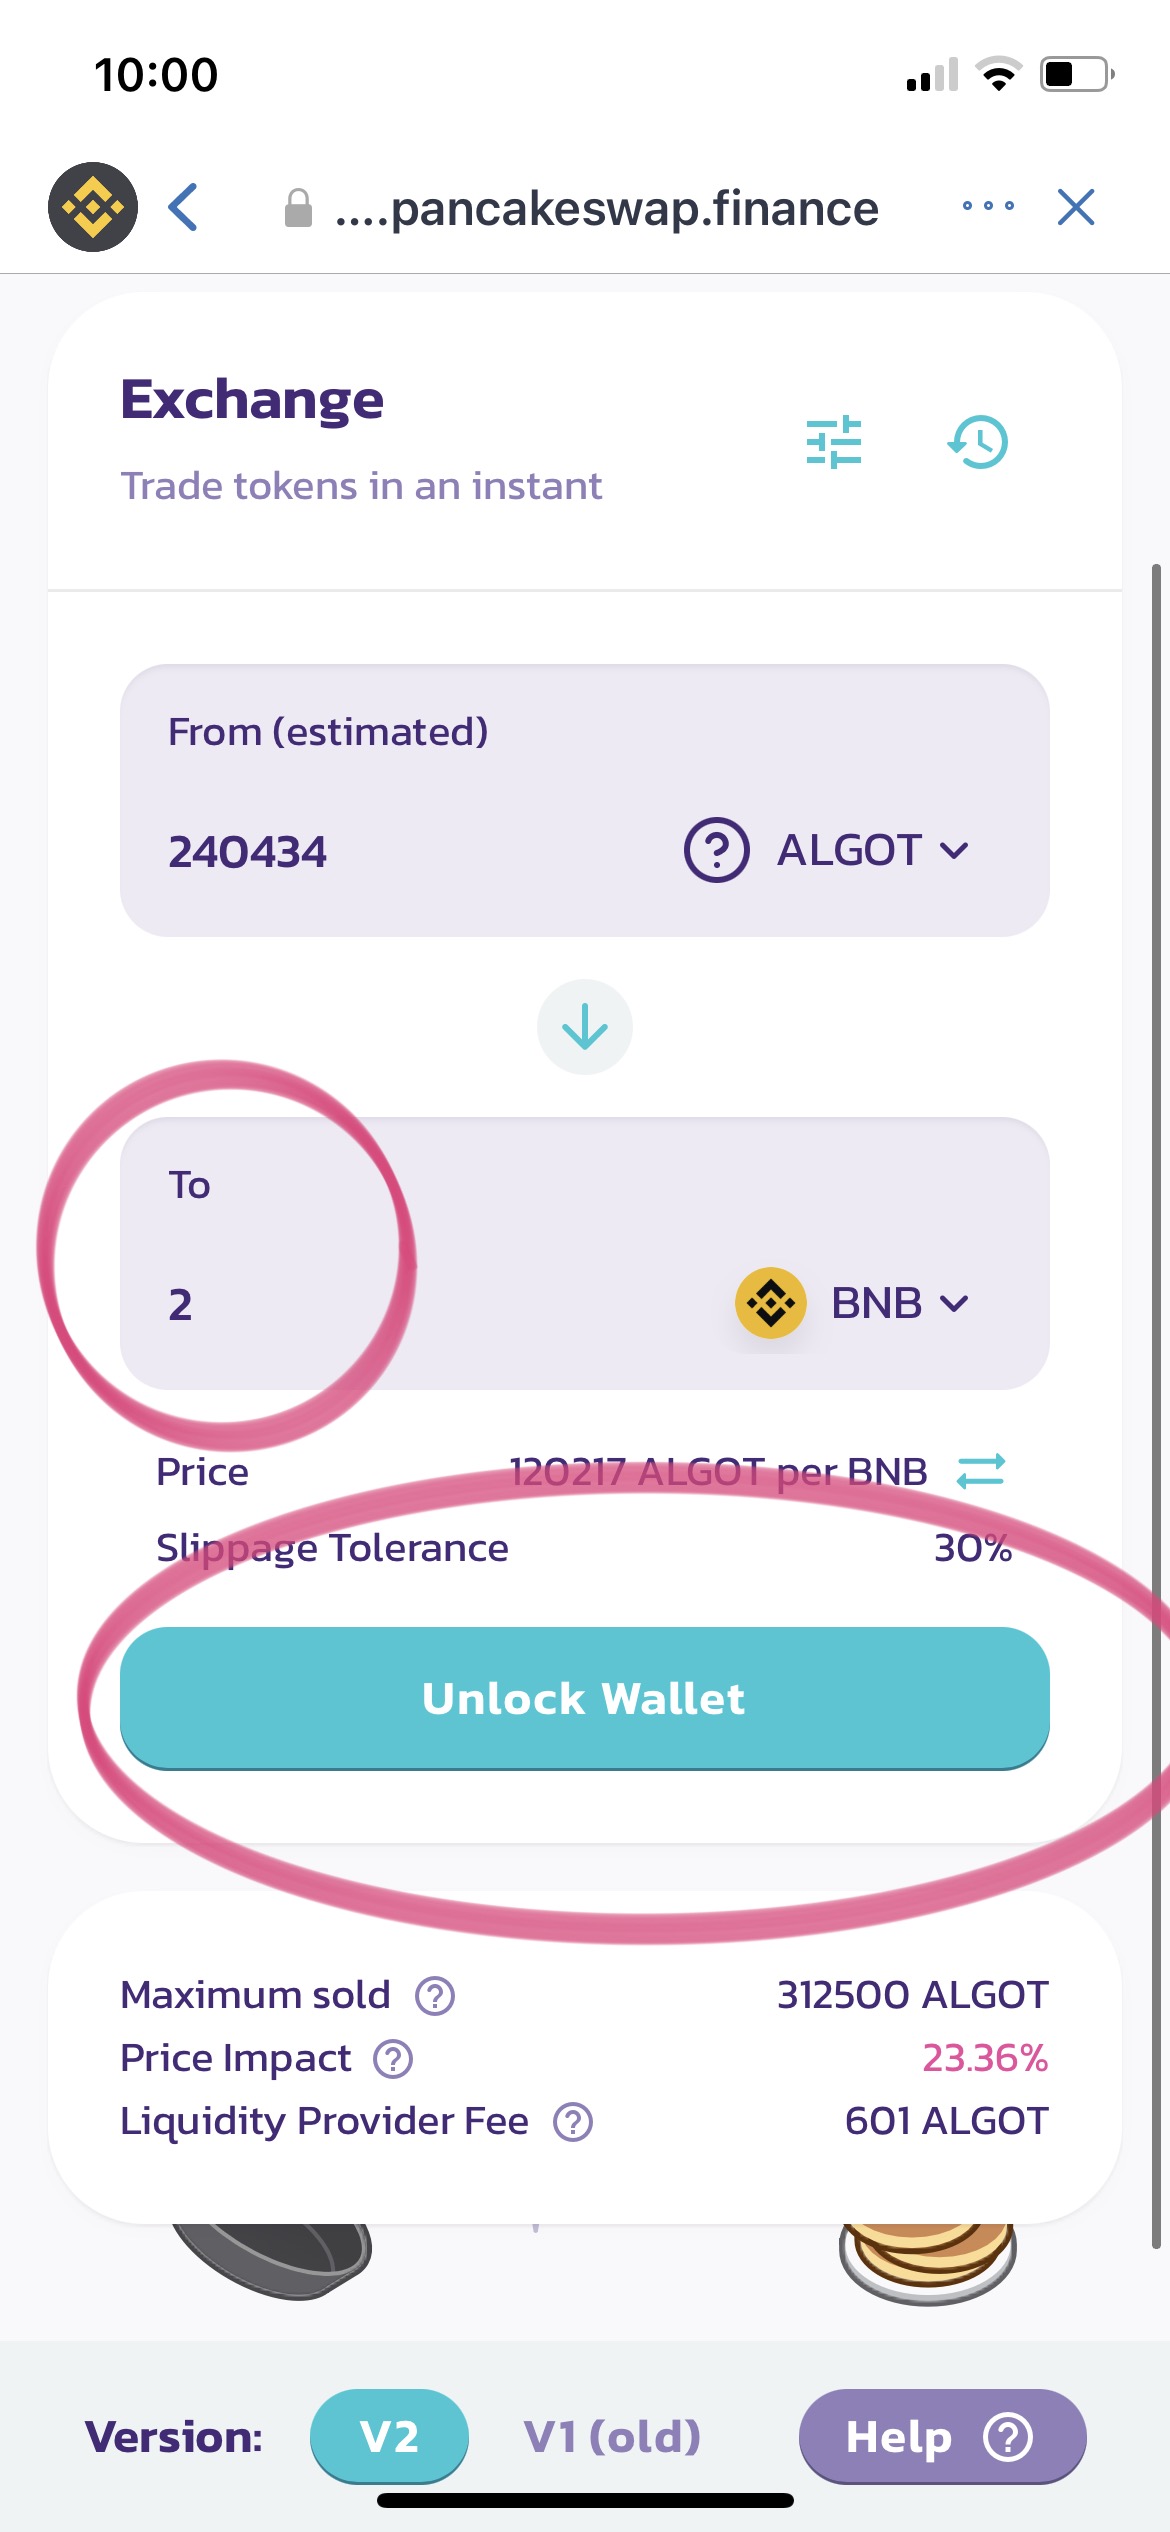 10:00
....pancakeswap.finance
Exchange
Trade tokens in an instant
From (estimated)
240434 ? ALGOT
To
2 BNB
Price 120217 ALGOT per BNB
Slippage Tolerance 30%
Unlock Wallet
Maximum sold ? 312500 ALGOT
Price Impact ? 23.36%
Liquidity Provider Fee ? 601 ALGOT
Version: V2 V1 (old) Help ?